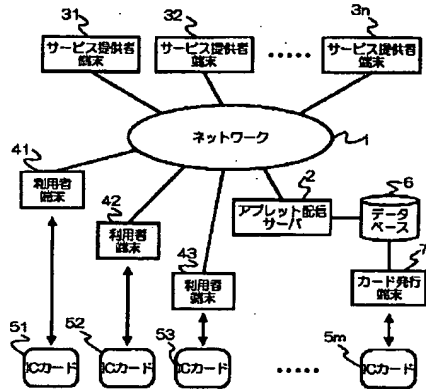 31
32
3n
サービス提供者
端末
サービス提供者
端末
サービス提供者
端末
ネットワーク
1
41
利用者
端末
42
利用者
端末
43
利用者
端末
2
アプレット配信
サーバ
6
データ
ベース
7
カード発行
端末
51
ICカード
52
ICカード
53
ICカード
5m
ICカード